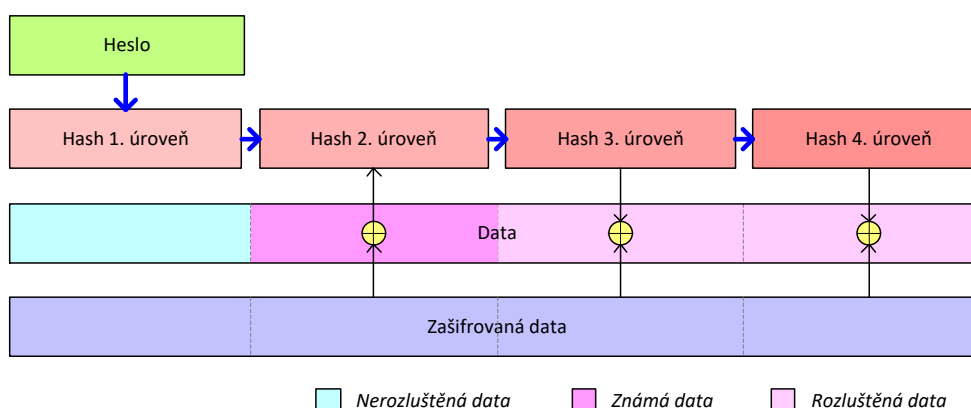 Heslo
Hash 1. úroveň
Hash 2. úroveň
Hash 3. úroveň
Hash 4. úroveň
Data
Zašifrovaná data
Nerozluštěná data
Známá data
Rozluštěná data